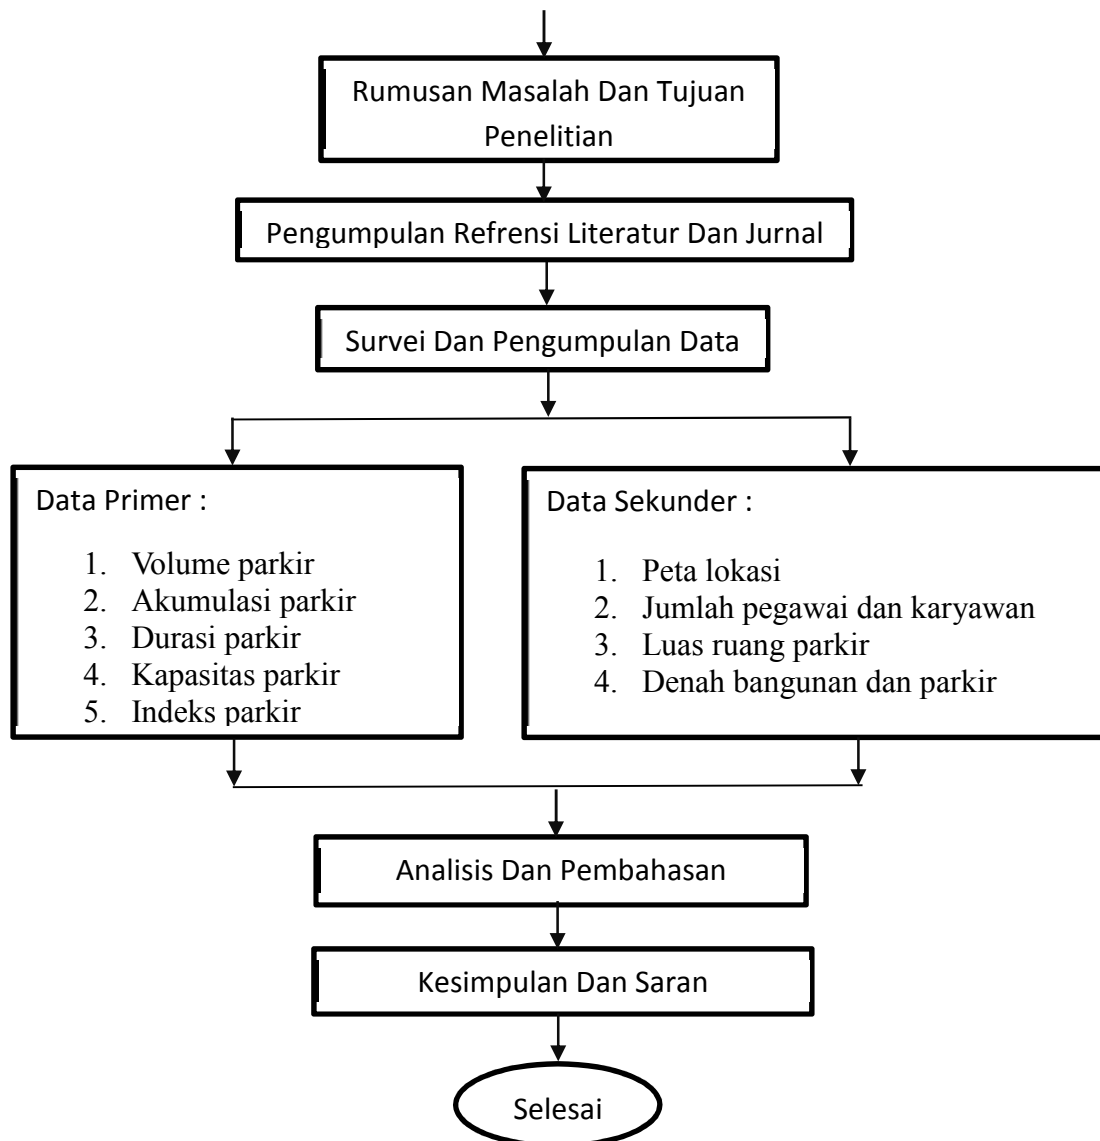 Rumusan Masalah Dan Tujuan
Penelitian
Pengumpulan Refrensi Literatur Dan Jurnal
Survei Dan Pengumpulan Data
Data Primer :
1. Volume parkir
2. Akumulasi parkir
3. Durasi parkir
4. Kapasitas parkir
5. Indeks parkir
Data Sekunder :
1. Peta lokasi
2. Jumlah pegawai dan karyawan
3. Luas ruang parkir
4. Denah bangunan dan parkir
Analisis Dan Pembahasan
Kesimpulan Dan Saran
Selesai